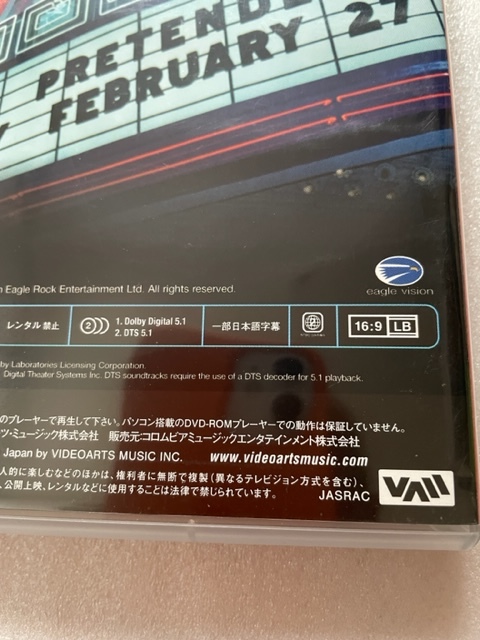 PRETENDE
FEBRUARY 27
Eagle Rock Entertainment Ltd. All rights reserved.
eagle vision
レンタル禁止
2
1. Dolby Digital 5.1
2. DTS 5.1
一部日本語字幕
2
16:9 LB
by Laboratories Licensing Corporation.
Digital Theater Systems Inc. DTS soundtracks require the use of a DTS decoder for 5.1 playback.
のプレーヤーで再生して下さい。パソコン搭載のDVD-ROMプレーヤーでの動作は保証していません。
ツ・ミュージック株式会社 販売元:コロムビアミュージックエンタテインメント株式会社
Japan by VIDEOARTS MUSIC INC. www.videoartsmusic.com
人的に楽しむなどのほかは、権利者に無断で複製(異なるテレビジョン方式を含む)、
公開上映、レンタルなどに使用することは法律で禁じられています。
JASRAC
VAM